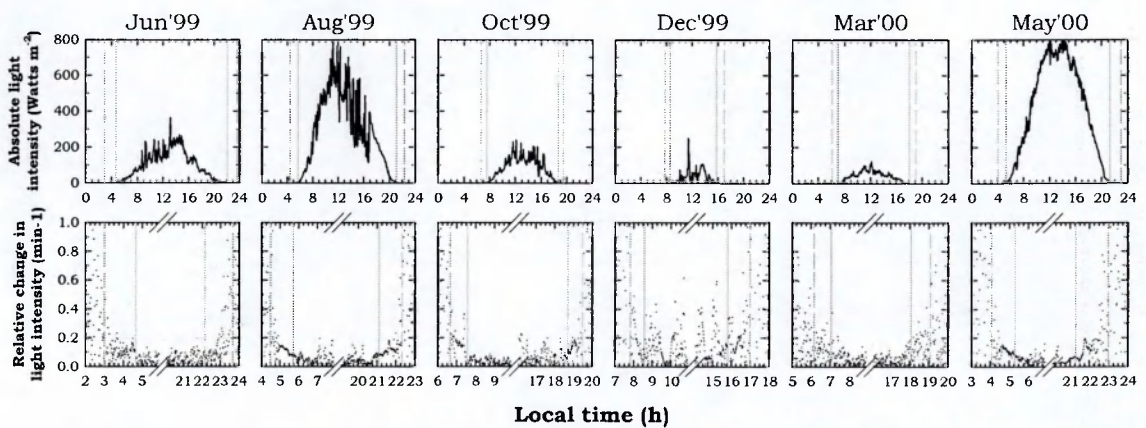 Jun'99 Aug'99 Oct'99 Dec'99 Mar'00 May'00
Absolute light
intensity (Watts m-2)
800
600
400
200
0
0 4 8 12 16 20 24 0 4 8 12 16 20 24 0 4 8 12 16 20 24 0 4 8 12 16 20 24 0 4 8 12 16 20 24 0 4 8 12 16 20 24
Relative change in
light intensity (min-1)
1.0
0.8
0.6
0.4
0.2
0.0
2 3 4 5 21 22 23 24 4 5 6 7 20 21 22 23 6 7 8 9 17 18 19 20 7 8 9 10 15 16 17 18 5 6 7 8 17 18 19 20 3 4 5 6 21 22 23 24
Local time (h)